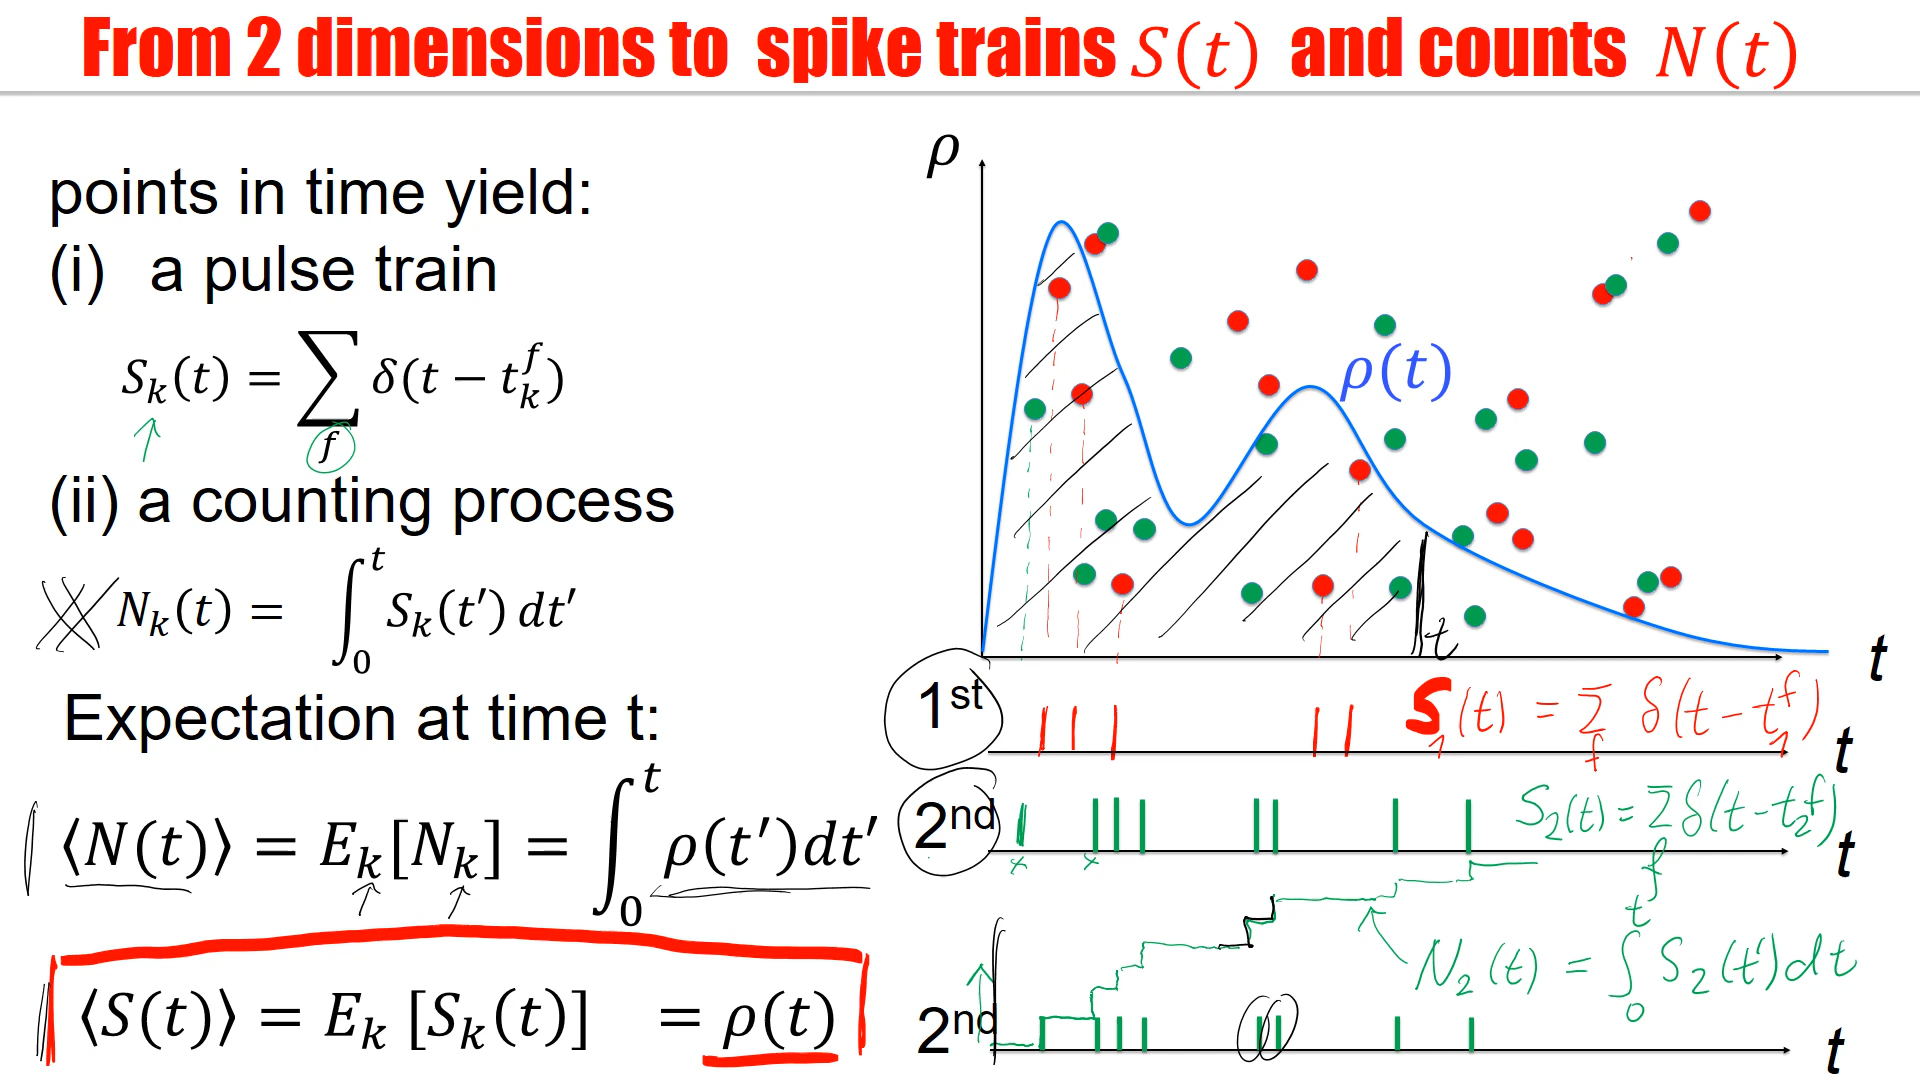 From 2 dimensions to spike trains S(t) and counts N(t)
points in time yield:
(i) a pulse train
S_k(t) = ∑_f δ(t − t_k^f)
(ii) a counting process
N_k(t) = ∫_0^t S_k(t′) dt′
Expectation at time t:
⟨N(t)⟩ = E_k[N_k] = ∫_0^t ρ(t′)dt′
⟨S(t)⟩ = E_k [S_k(t)] = ρ(t)
ρ
ρ(t)
t
t
1st
S_1(t) = Σ_f δ(t − t_1^f)
t
2nd
S_2(t) = Σ_f δ(t − t_2^f)
t
N_2(t) = ∫_0^t S_2(t′)dt
2nd
t